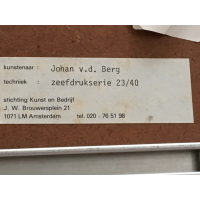 kunstenaar : Johan v.d. Berg
techniek : zeefdrukserie 23/40
stichting Kunst en Bedrijf
J. W. Brouwersplein 21
1071 LM Amsterdam tel. 020 - 76 51 98